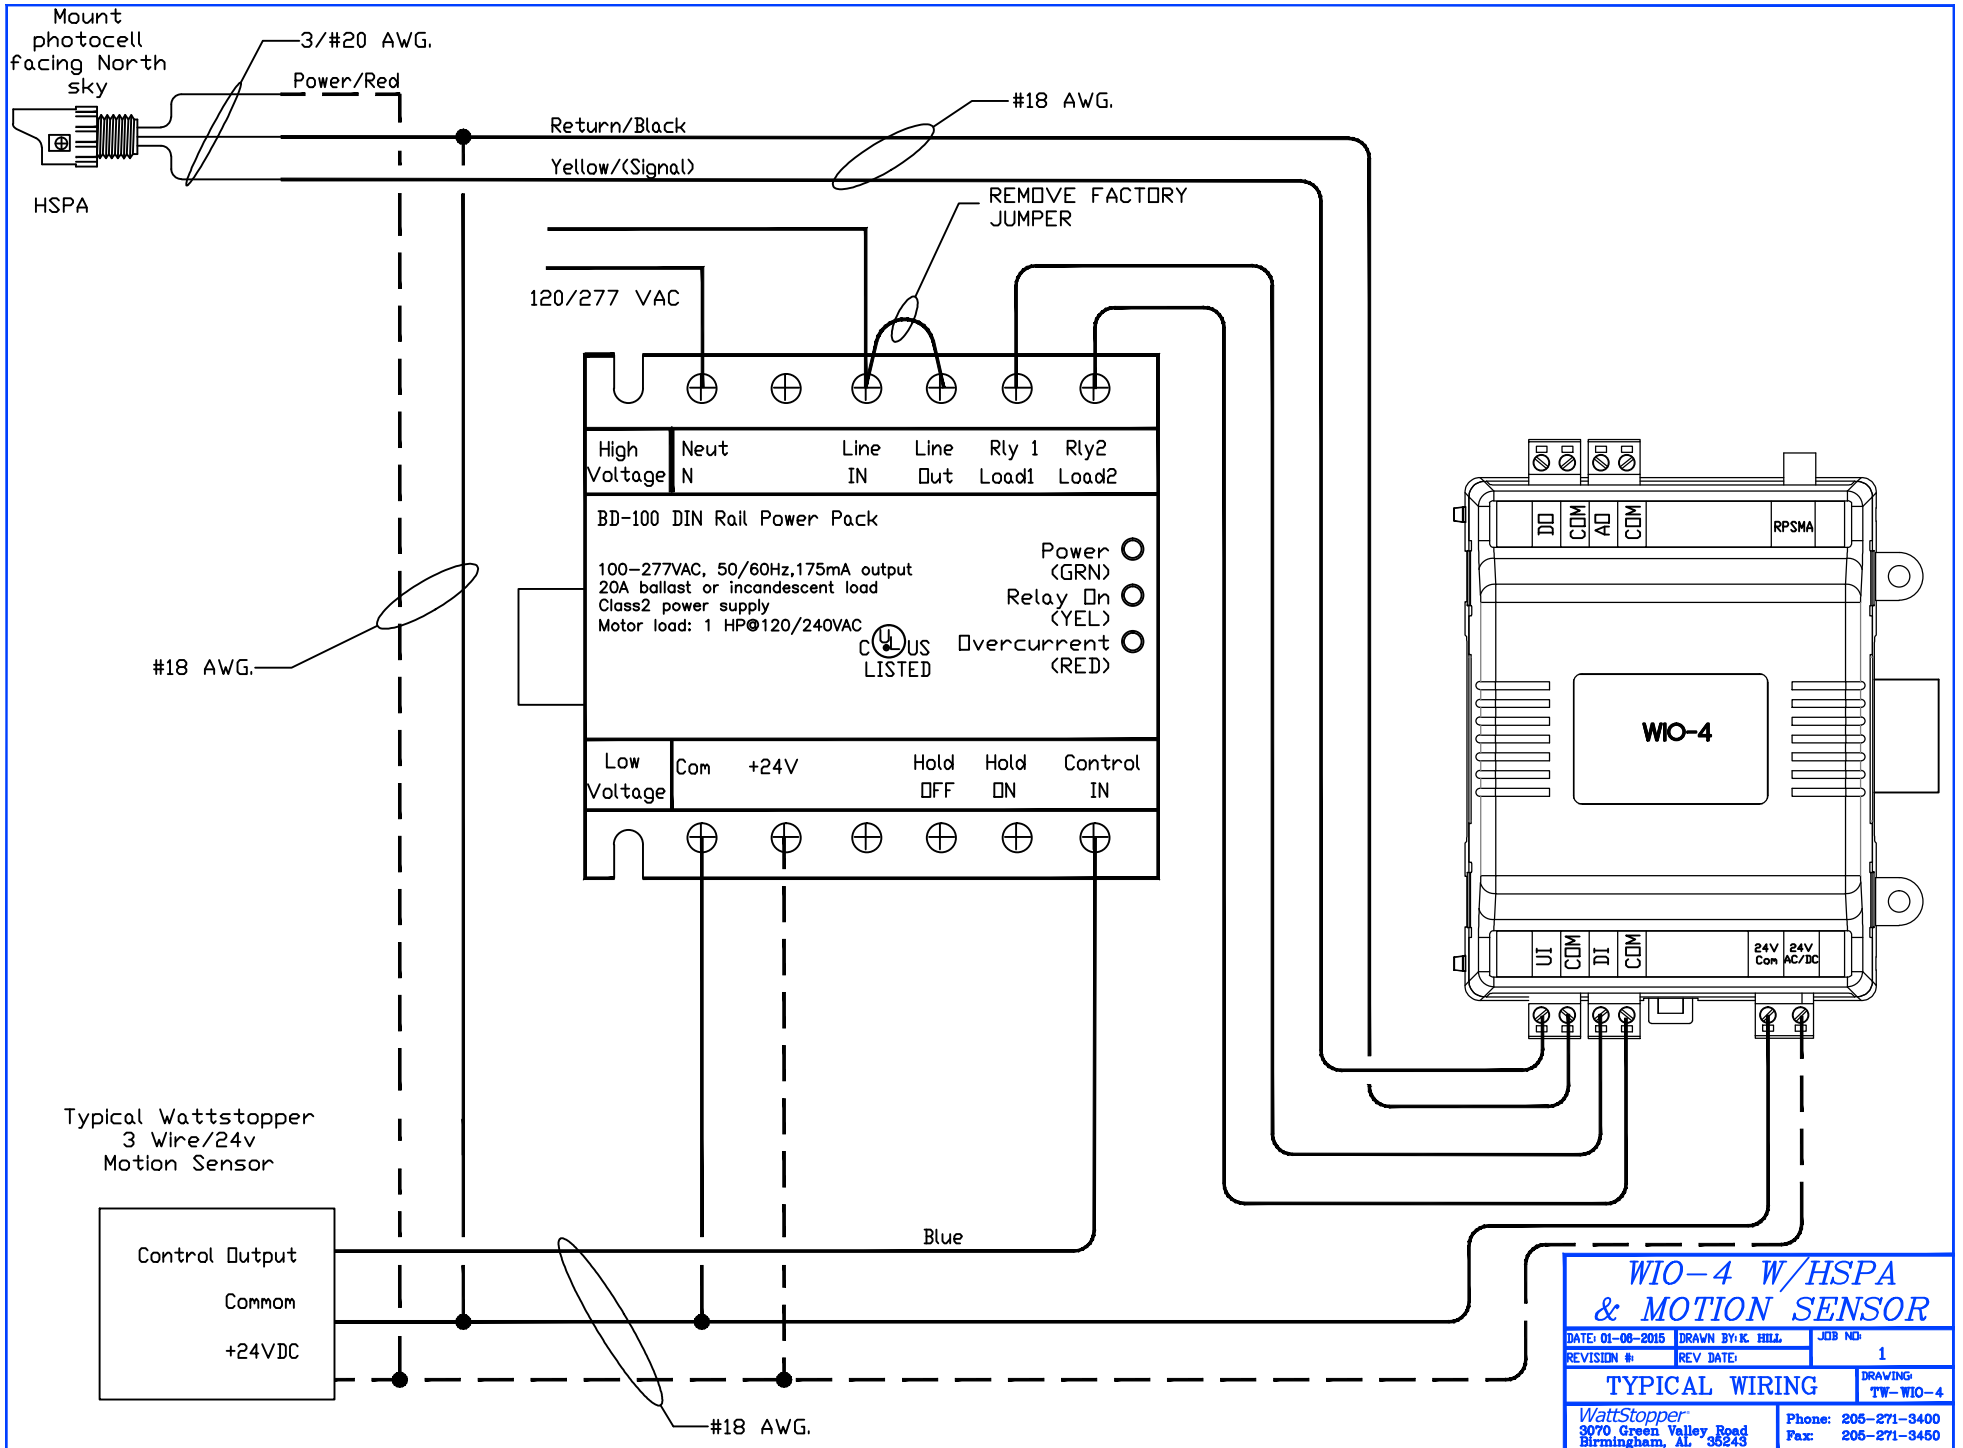 Mount
photocell
facing North
sky
3/#20 AWG.
Power/Red
HSPA
Return/Black
Yellow/(Signal)
#18 AWG.
REMOVE FACTORY
JUMPER
120/277 VAC
High
Voltage
Neut
N
Line
IN
Line
Out
Rly 1
Load1
Rly2
Load2
BD-100 DIN Rail Power Pack
100-277VAC, 50/60Hz,175mA output
20A ballast or incandescent load
Class2 power supply
Motor load: 1 HP@120/240VAC
C UL US
LISTED
Power
(GRN)
Relay On
(YEL)
Overcurrent
(RED)
Low
Voltage
Com
+24V
Hold
OFF
Hold
ON
Control
IN
#18 AWG.
DO
COM
AO
COM
RPSMA
WIO-4
UI
COM
DI
COM
24V
Com
24V
AC/DC
Typical Wattstopper
3 Wire/24v
Motion Sensor
Control Output
Commom
+24VDC
Blue
#18 AWG.
WIO-4 W/HSPA
& MOTION SENSOR
DATE: 01-06-2015
DRAWN BY: K. HILL
JOB NO:
1
REVISION #:
REV DATE:
TYPICAL WIRING
DRAWING:
TW-WIO-4
WattStopper
3070 Green Valley Road
Birmingham, AL 35243
Phone: 205-271-3400
Fax: 205-271-3450